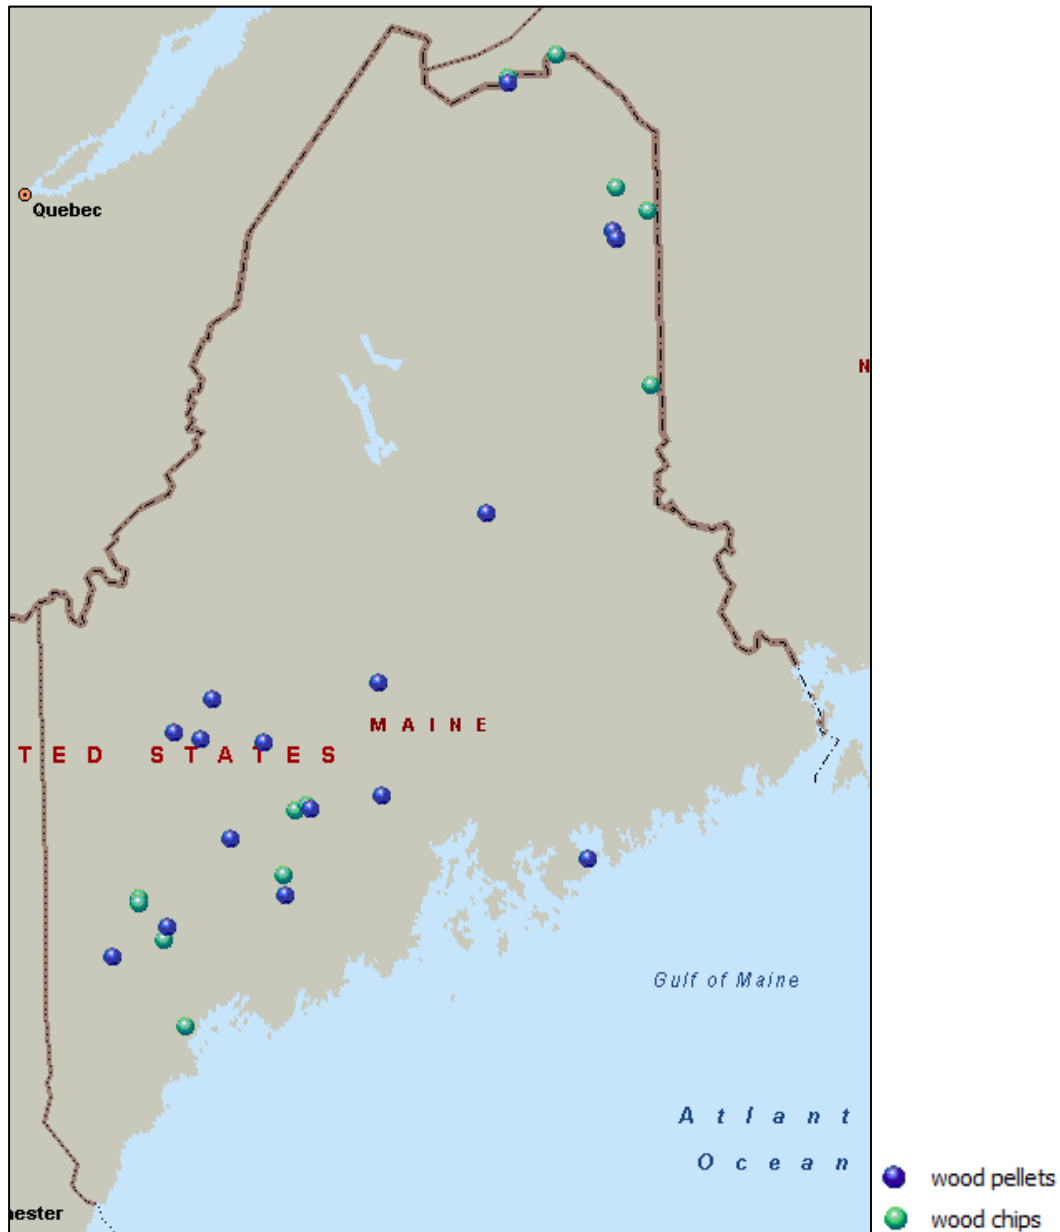 Quebec
N
MAINE
TED STATES
Gulf of Maine
Atlant
Ocean
wood pellets
hester
wood chips